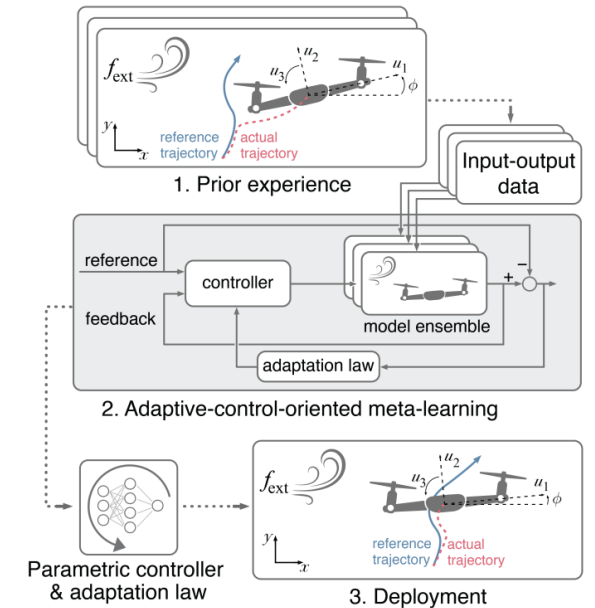 f_ext
u_2
u_3
u_1
ϕ
y
x
reference
trajectory
actual
trajectory
1. Prior experience
Input-output
data
reference
feedback
controller
model ensemble
+
−
adaptation law
2. Adaptive-control-oriented meta-learning
Parametric controller
& adaptation law
f_ext
u_2
u_3
u_1
ϕ
y
x
reference
trajectory
actual
trajectory
3. Deployment